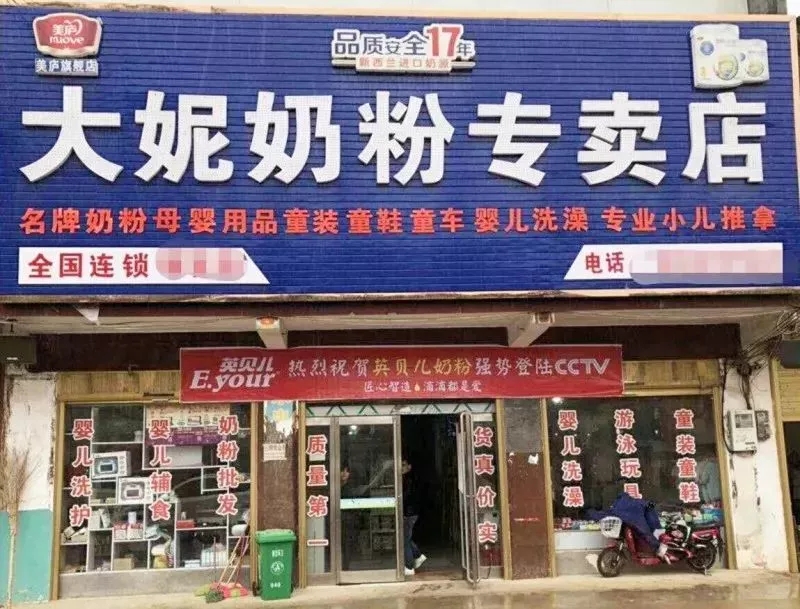 美庐
muove
美庐旗舰店
品质安全17年
新西兰进口奶源
大妮奶粉专卖店
名牌奶粉母婴用品童装童鞋童车 婴儿洗澡 专业小儿推拿
全国连锁
电话
英贝儿
E.your
热烈祝贺英贝儿奶粉强势登陆CCTV
匠心智造 滴滴都是爱
婴儿洗护
婴儿辅食
奶粉批发
质量第一
货真价实
婴儿洗澡
游泳玩具
童装童鞋